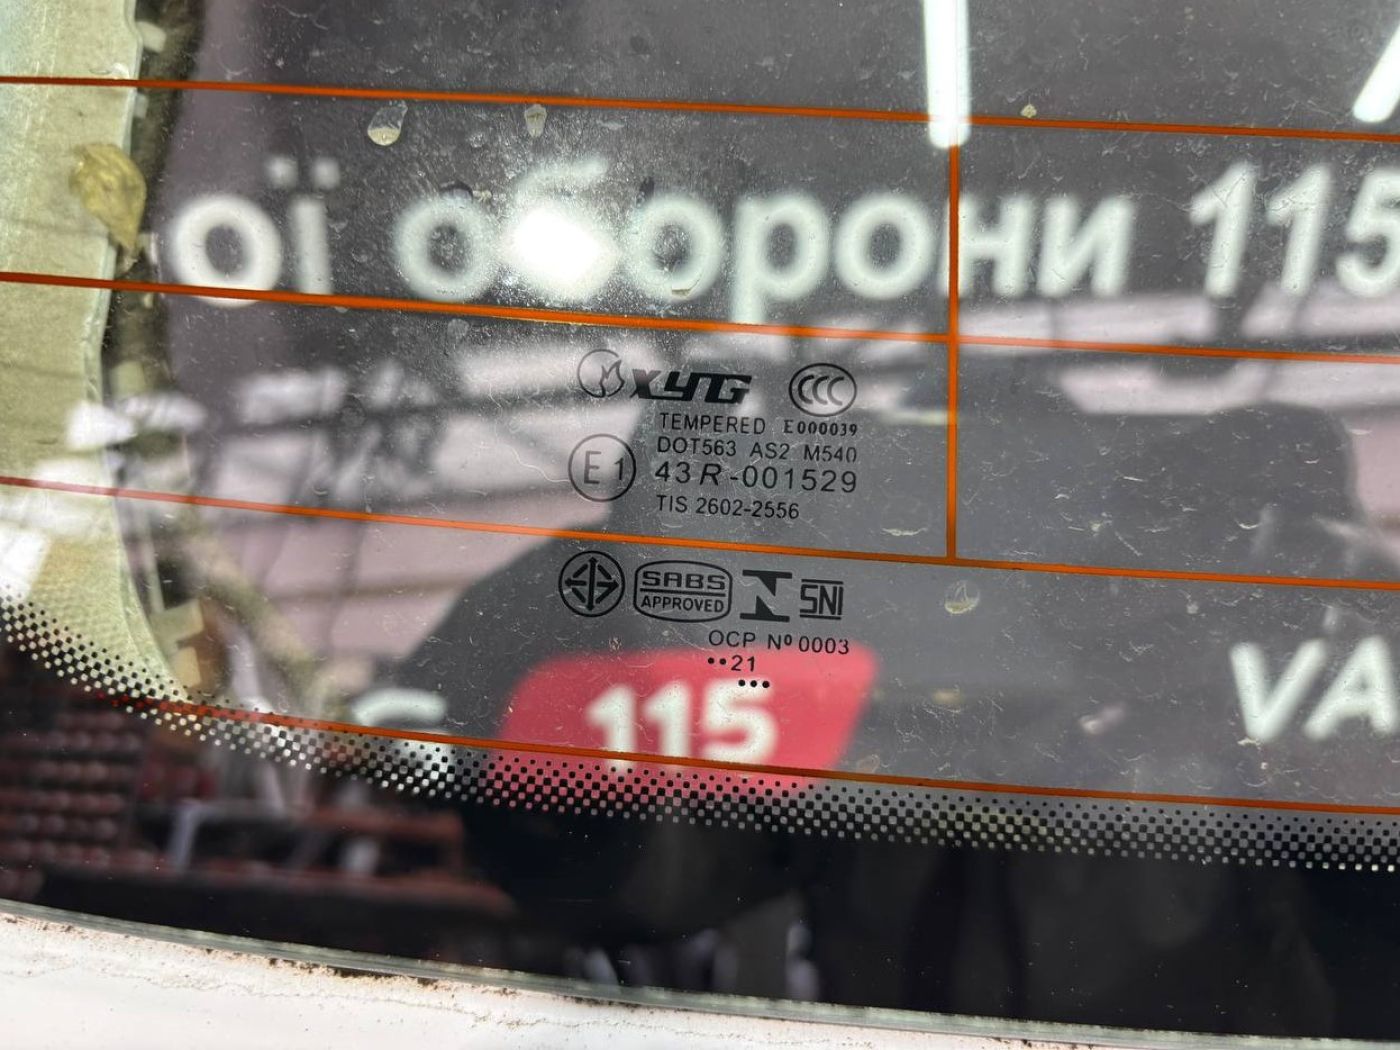 ої оборони 115
XYG CCC
TEMPERED E000039
DOT563 AS2 M540
E1 43R-001529
TIS 2602-2556
SABS APPROVED SNI
OCP Nº 0003
••21
•••
115
VA